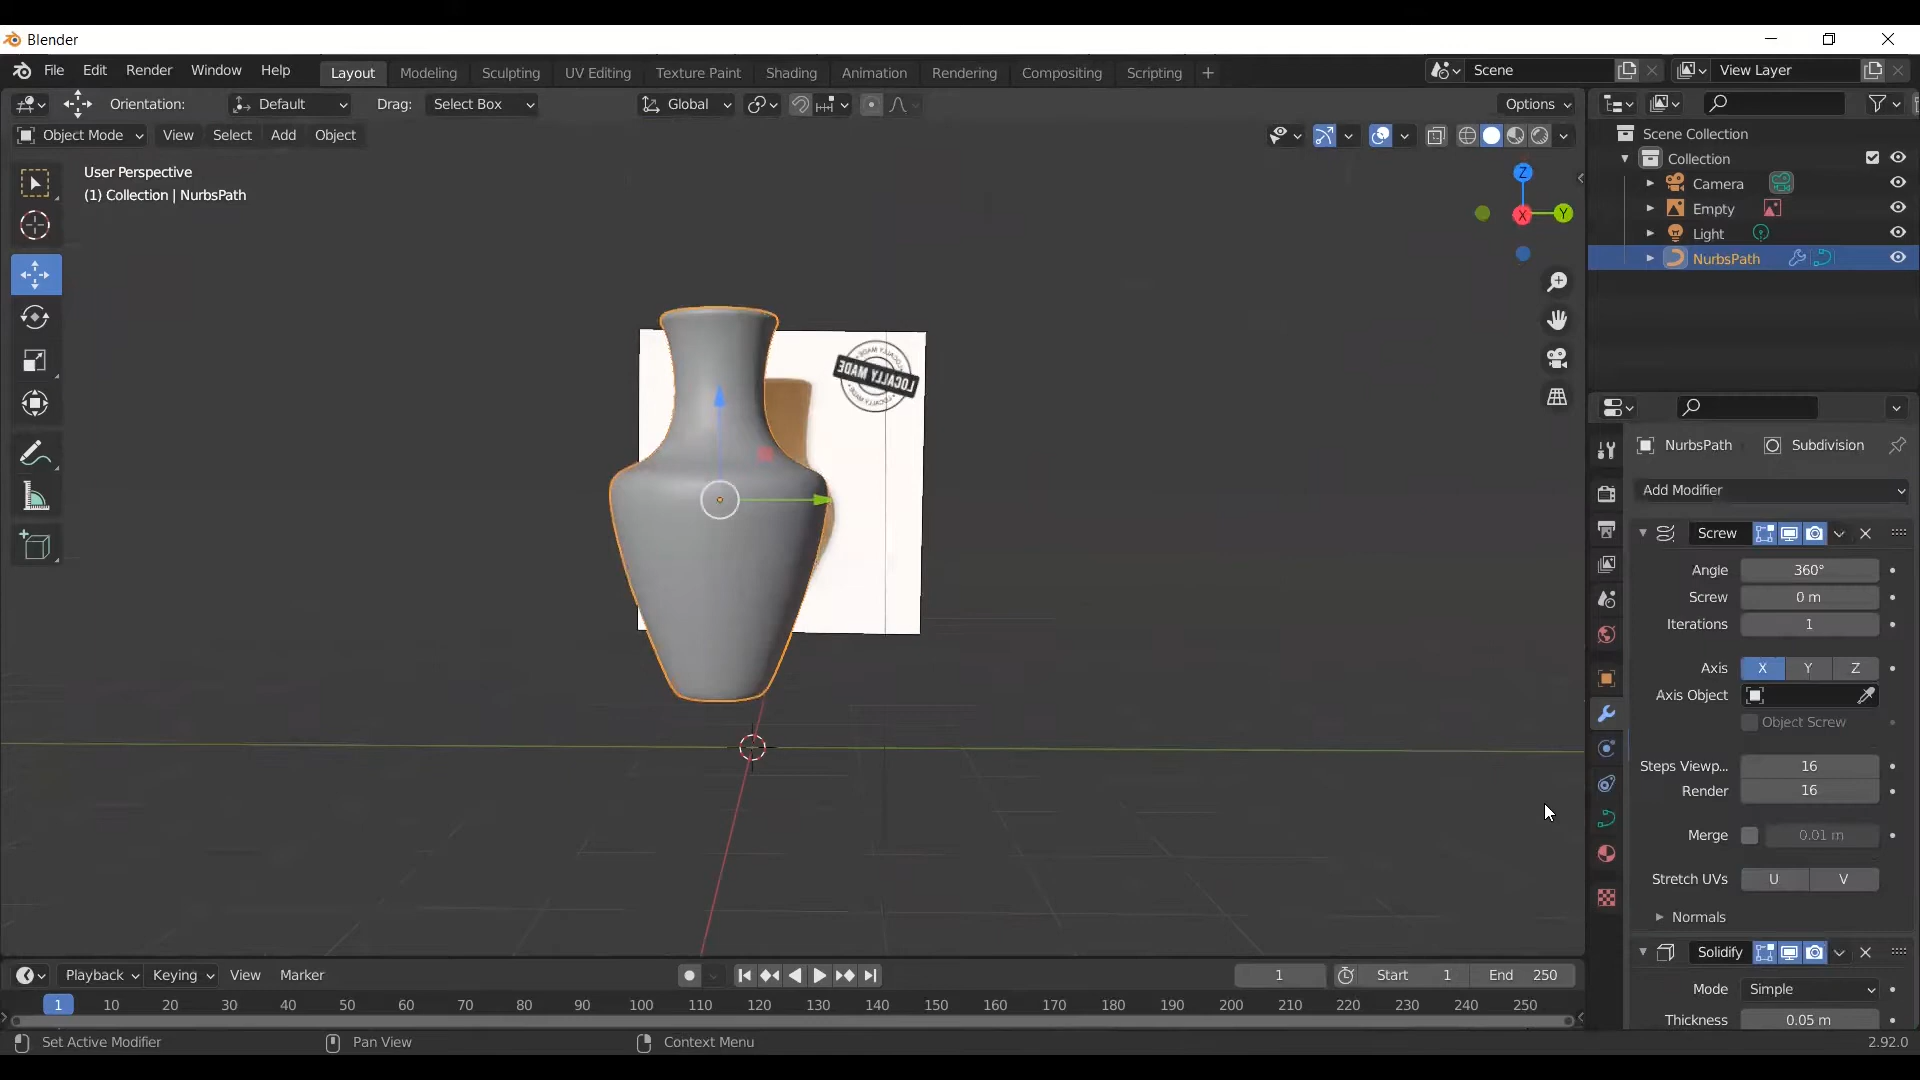 Blender
File Edit Render Window Help Layout Modeling Sculpting UV Editing Texture Paint Shading Animation Rendering Compositing Scripting + Scene View Layer
Orientation: Default Drag: Select Box Global Options
Object Mode View Select Add Object
User Perspective
(1) Collection | NurbsPath
Z
X
Y
LOCALLY MADE
LOCALLY MADE
LOCALLY MADE
Scene Collection
Collection
Camera
Empty
Light
NurbsPath
NurbsPath Subdivision
Add Modifier
Screw
Angle 360°
Screw 0 m
Iterations 1
Axis X Y Z
Axis Object
Object Screw
Steps Viewp... 16
Render 16
Merge 0.01 m
Stretch UVs U V
Normals
Solidify
Mode Simple
Thickness 0.05 m
Playback Keying View Marker 1 Start 1 End 250
1 10 20 30 40 50 60 70 80 90 100 110 120 130 140 150 160 170 180 190 200 210 220 230 240 250
Set Active Modifier Pan View Context Menu 2.92.0